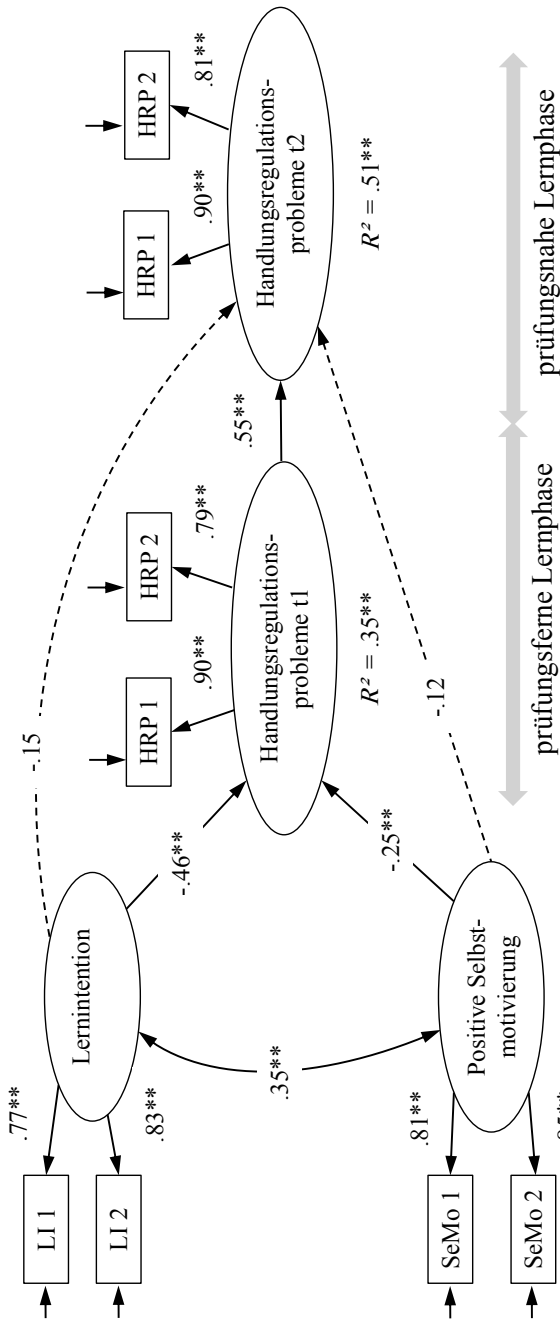 LI 1
.77**
LI 2
.83**
Lernintention
-.15
-.46**
.35**
HRP 1
HRP 2
.90**
.79**
Handlungsregulations-
probleme t1
R² = .35**
.55**
HRP 1
HRP 2
.90**
.81**
Handlungsregulations-
probleme t2
R² = .51**
-.25**
-.12
SeMo 1
.81**
SeMo 2
Positive Selbst-
motivierung
prüfungsferne Lernphase
prüfungsnahe Lernphase